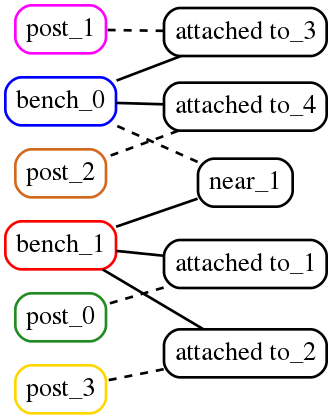 post_1
attached to_3
bench_0
attached to_4
post_2
near_1
bench_1
attached to_1
post_0
attached to_2
post_3